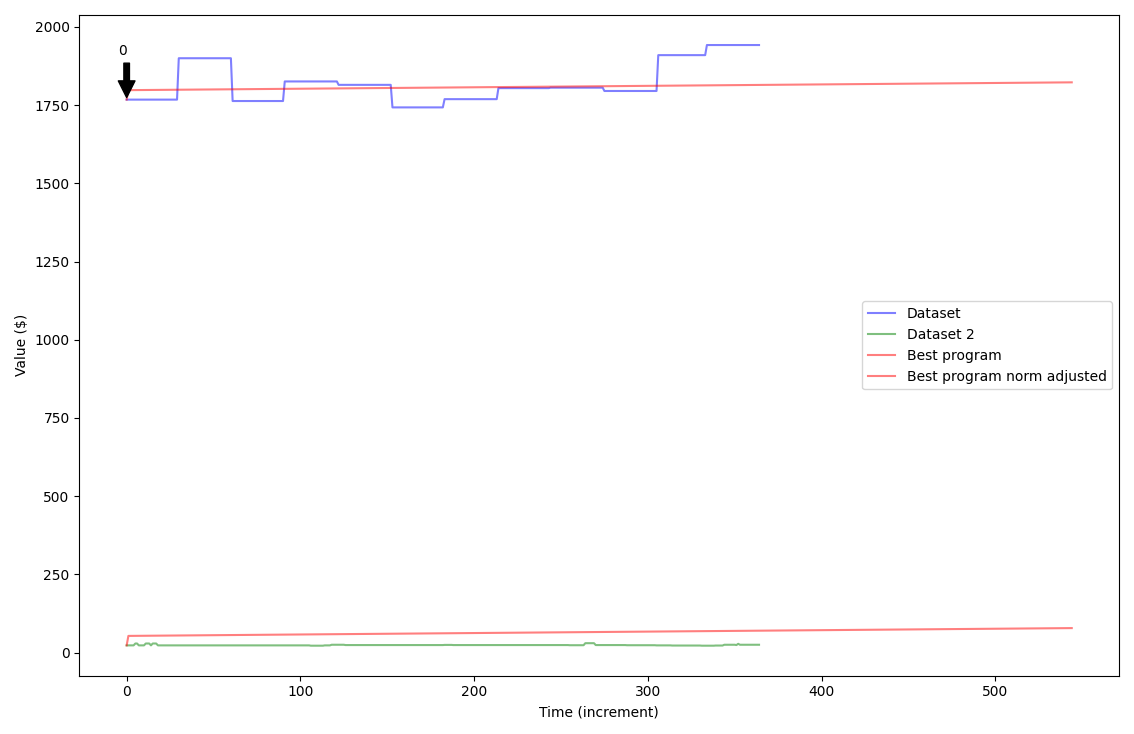 2000
0
1750
1500
1250
1000
750
500
250
0
Value ($)
Dataset
Dataset 2
Best program
Best program norm adjusted
0 100 200 300 400 500
Time (increment)